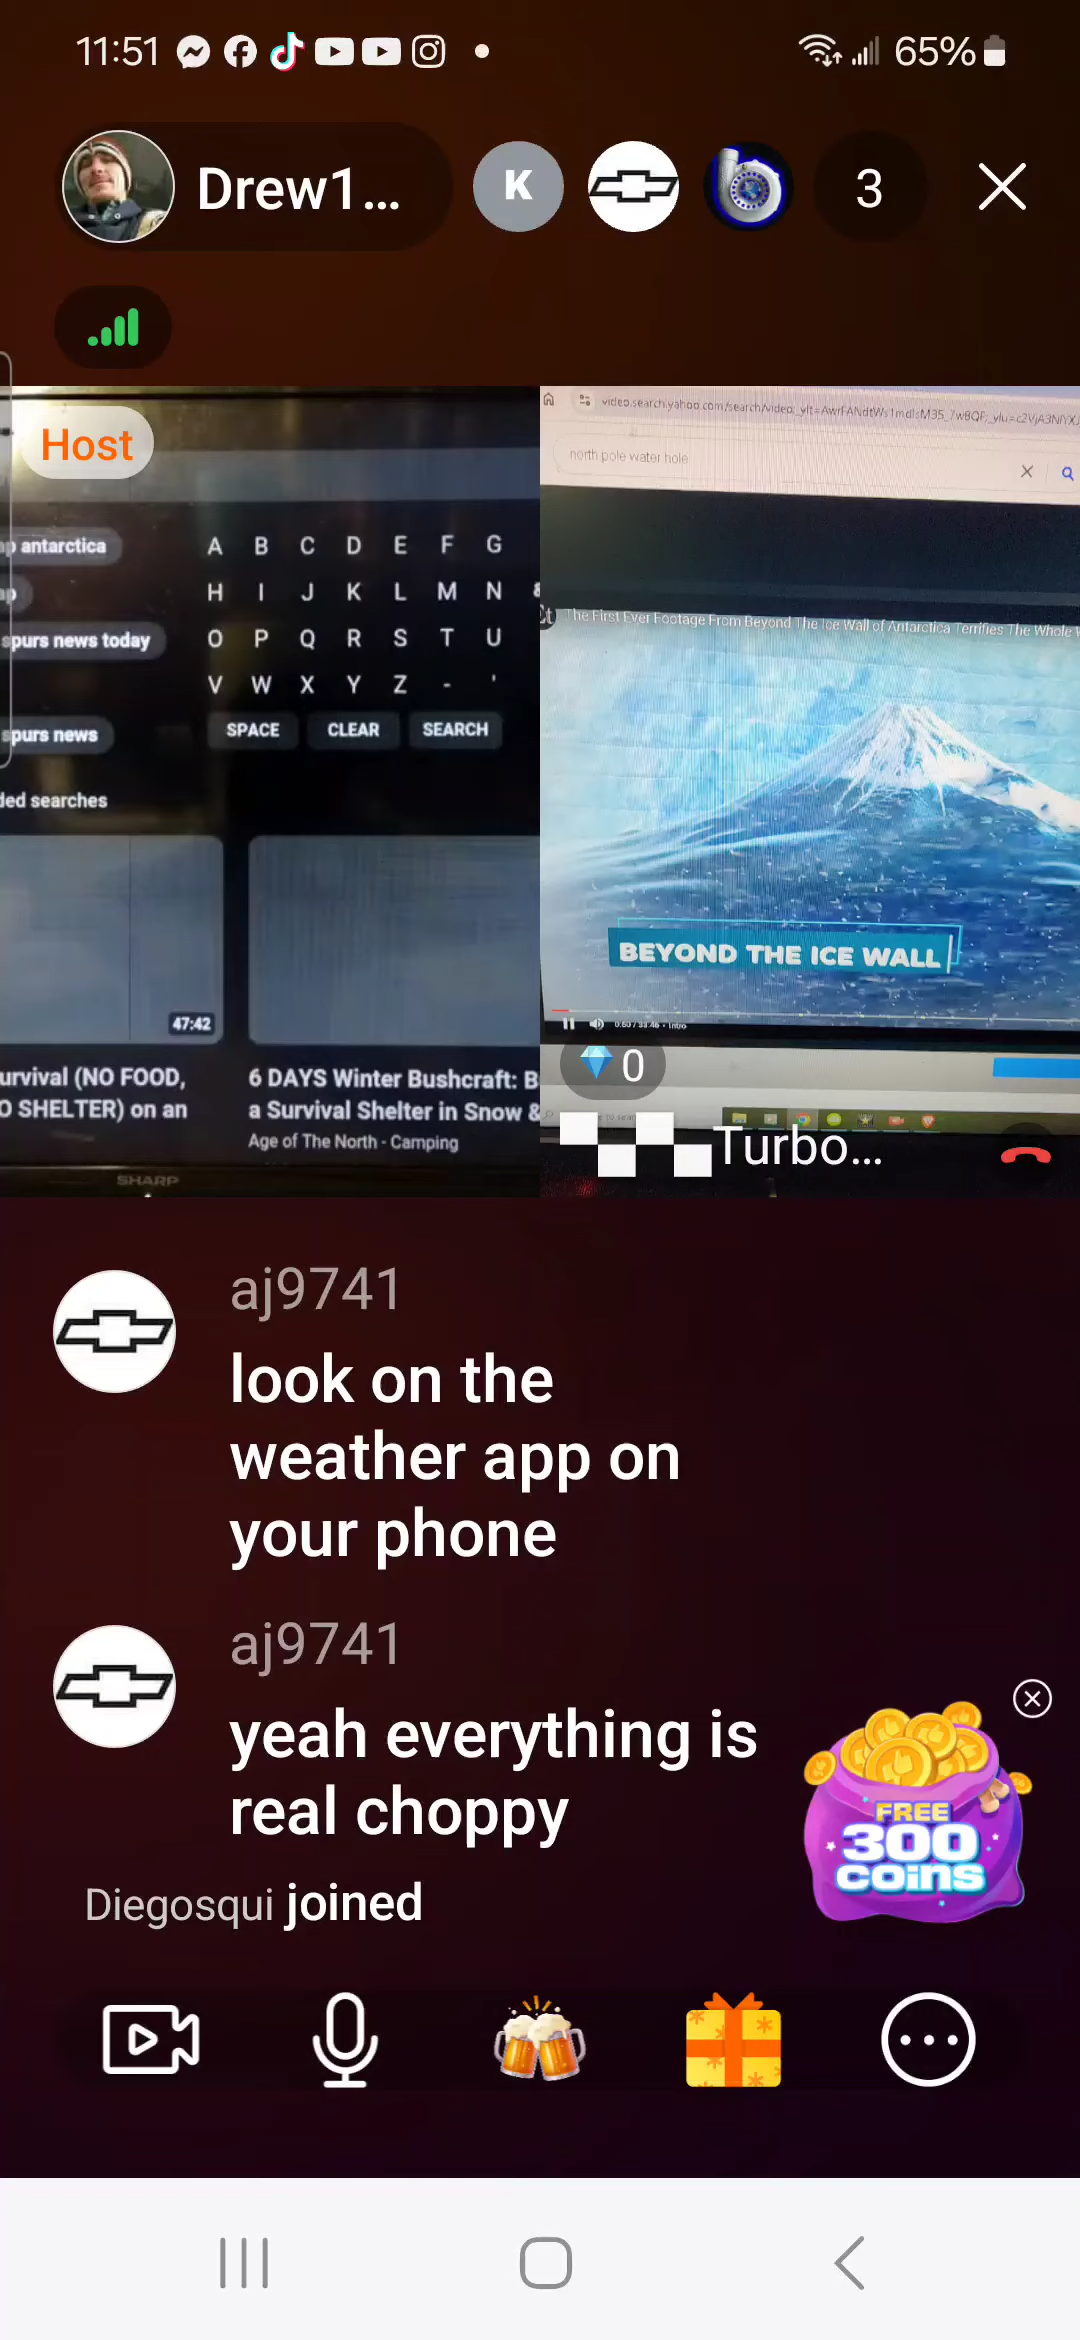 11:51
65%
Drew1...
K
3
Host
antarctica
A B C D E F G
H I J K L M N &
spurs news today
O P Q R S T U
V W X Y Z - '
spurs news
SPACE CLEAR SEARCH
ded searches
47:42
urvival (NO FOOD,
O SHELTER) on an
6 DAYS Winter Bushcraft: B
a Survival Shelter in Snow &
Age of The North - Camping
SHARP
north pole water hole
The First Ever Footage From Beyond The Ice Wall of Antarctica Terrifies The Whole
BEYOND THE ICE WALL
0
Turbo...
aj9741
look on the
weather app on
your phone
aj9741
yeah everything is
real choppy
FREE
300
coins
Diegosqui joined